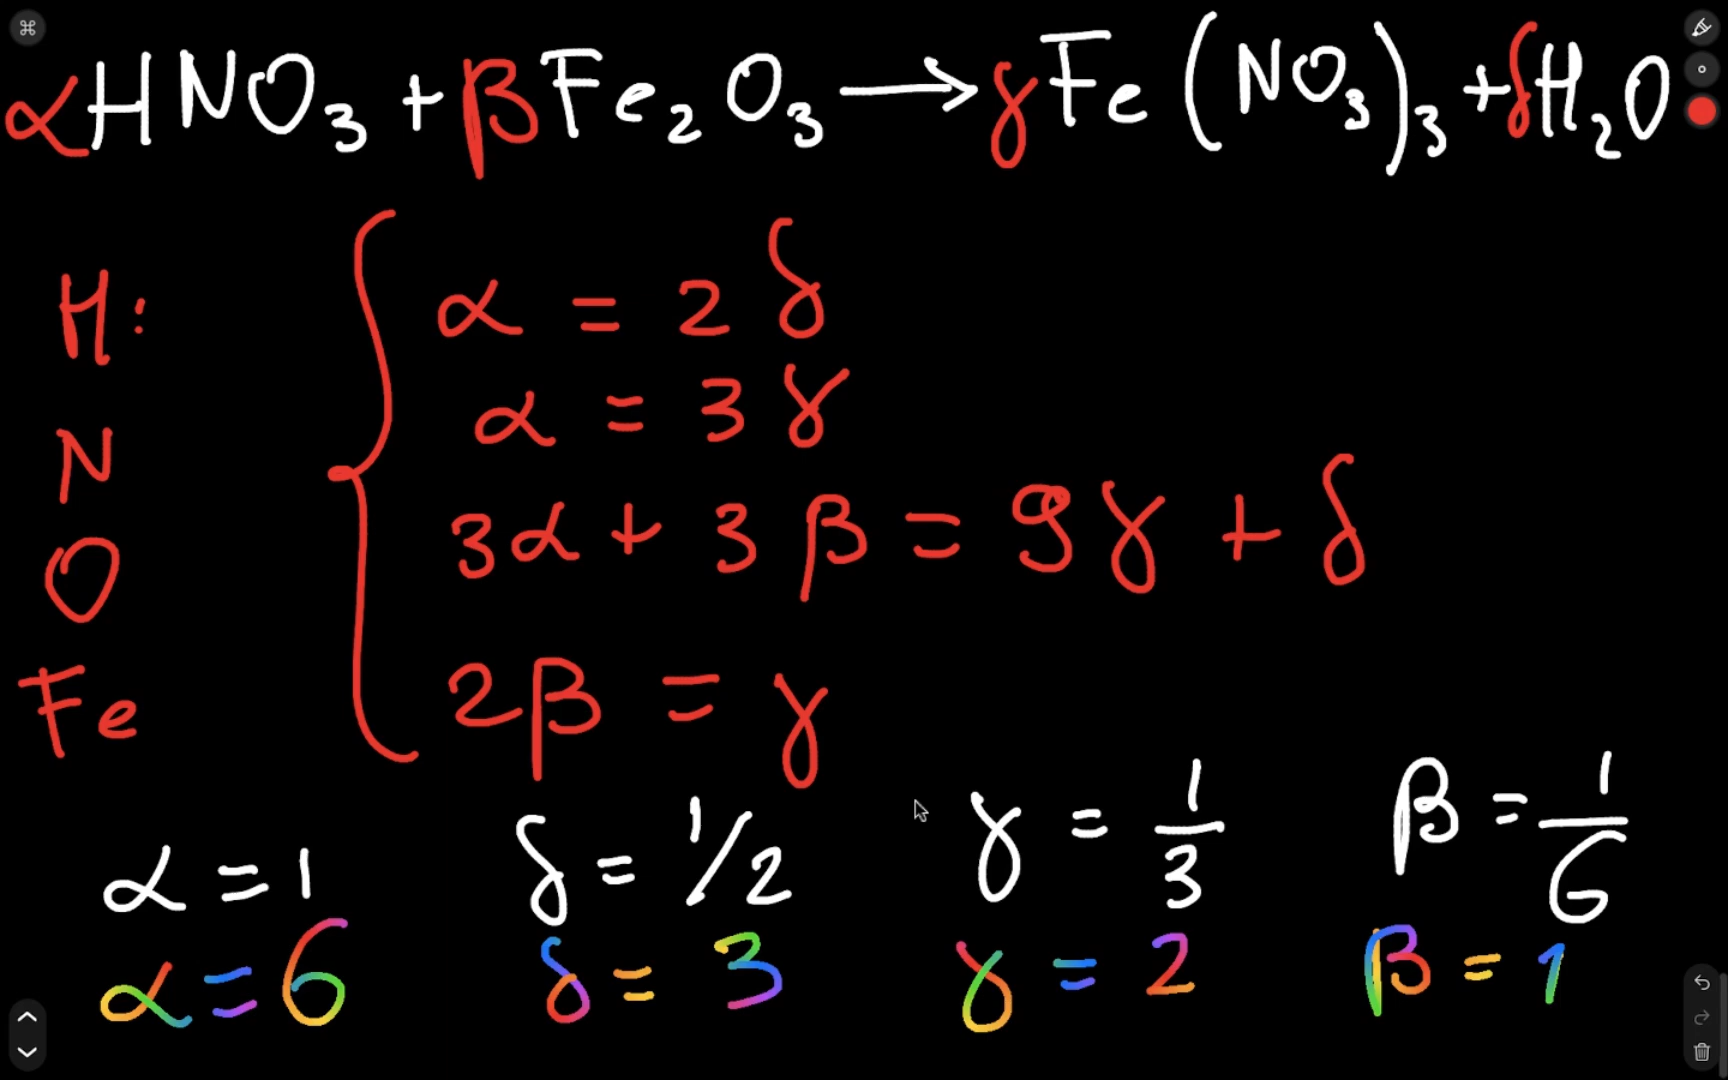 αHNO₃ + βFe₂O₃ → γFe(NO₃)₃ + δH₂O
H: α = 2δ
N α = 3γ
O 3α + 3β = 9γ + δ
Fe 2β = γ
α = 1 δ = 1/2 γ = 1/3 β = 1/6
α = 6 δ = 3 γ = 2 β = 1